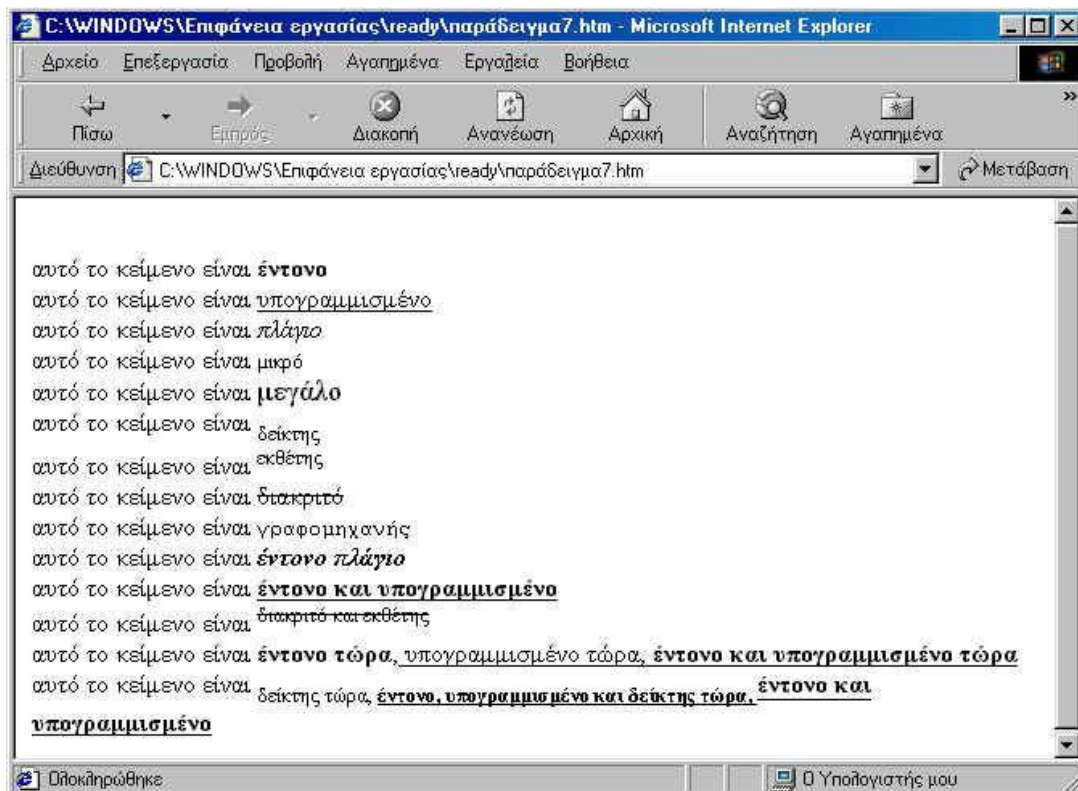 C:\WINDOWS\Επιφάνεια εργασίας\ready\παράδειγμα7.htm - Microsoft Internet Explorer
Αρχείο Επεξεργασία Προβολή Αγαπημένα Εργαλεία Βοήθεια
Πίσω Εμπρός Διακοπή Ανανέωση Αρχική Αναζήτηση Αγαπημένα »
Διεύθυνση C:\WINDOWS\Επιφάνεια εργασίας\ready\παράδειγμα7.htm Μετάβαση
αυτό το κείμενο είναι έντονο
αυτό το κείμενο είναι υπογραμμισμένο
αυτό το κείμενο είναι πλάγιο
αυτό το κείμενο είναι μικρό
αυτό το κείμενο είναι μεγάλο
αυτό το κείμενο είναι δείκτης
αυτό το κείμενο είναι εκθέτης
αυτό το κείμενο είναι διακριτό
αυτό το κείμενο είναι γραφομηχανής
αυτό το κείμενο είναι έντονο πλάγιο
αυτό το κείμενο είναι έντονο και υπογραμμισμένο
αυτό το κείμενο είναι διακριτό και εκθέτης
αυτό το κείμενο είναι έντονο τώρα, υπογραμμισμένο τώρα, έντονο και υπογραμμισμένο τώρα
αυτό το κείμενο είναι δείκτης τώρα, έντονο, υπογραμμισμένο και δείκτης τώρα, έντονο και
υπογραμμισμένο
Ολοκληρώθηκε Ο Υπολογιστής μου